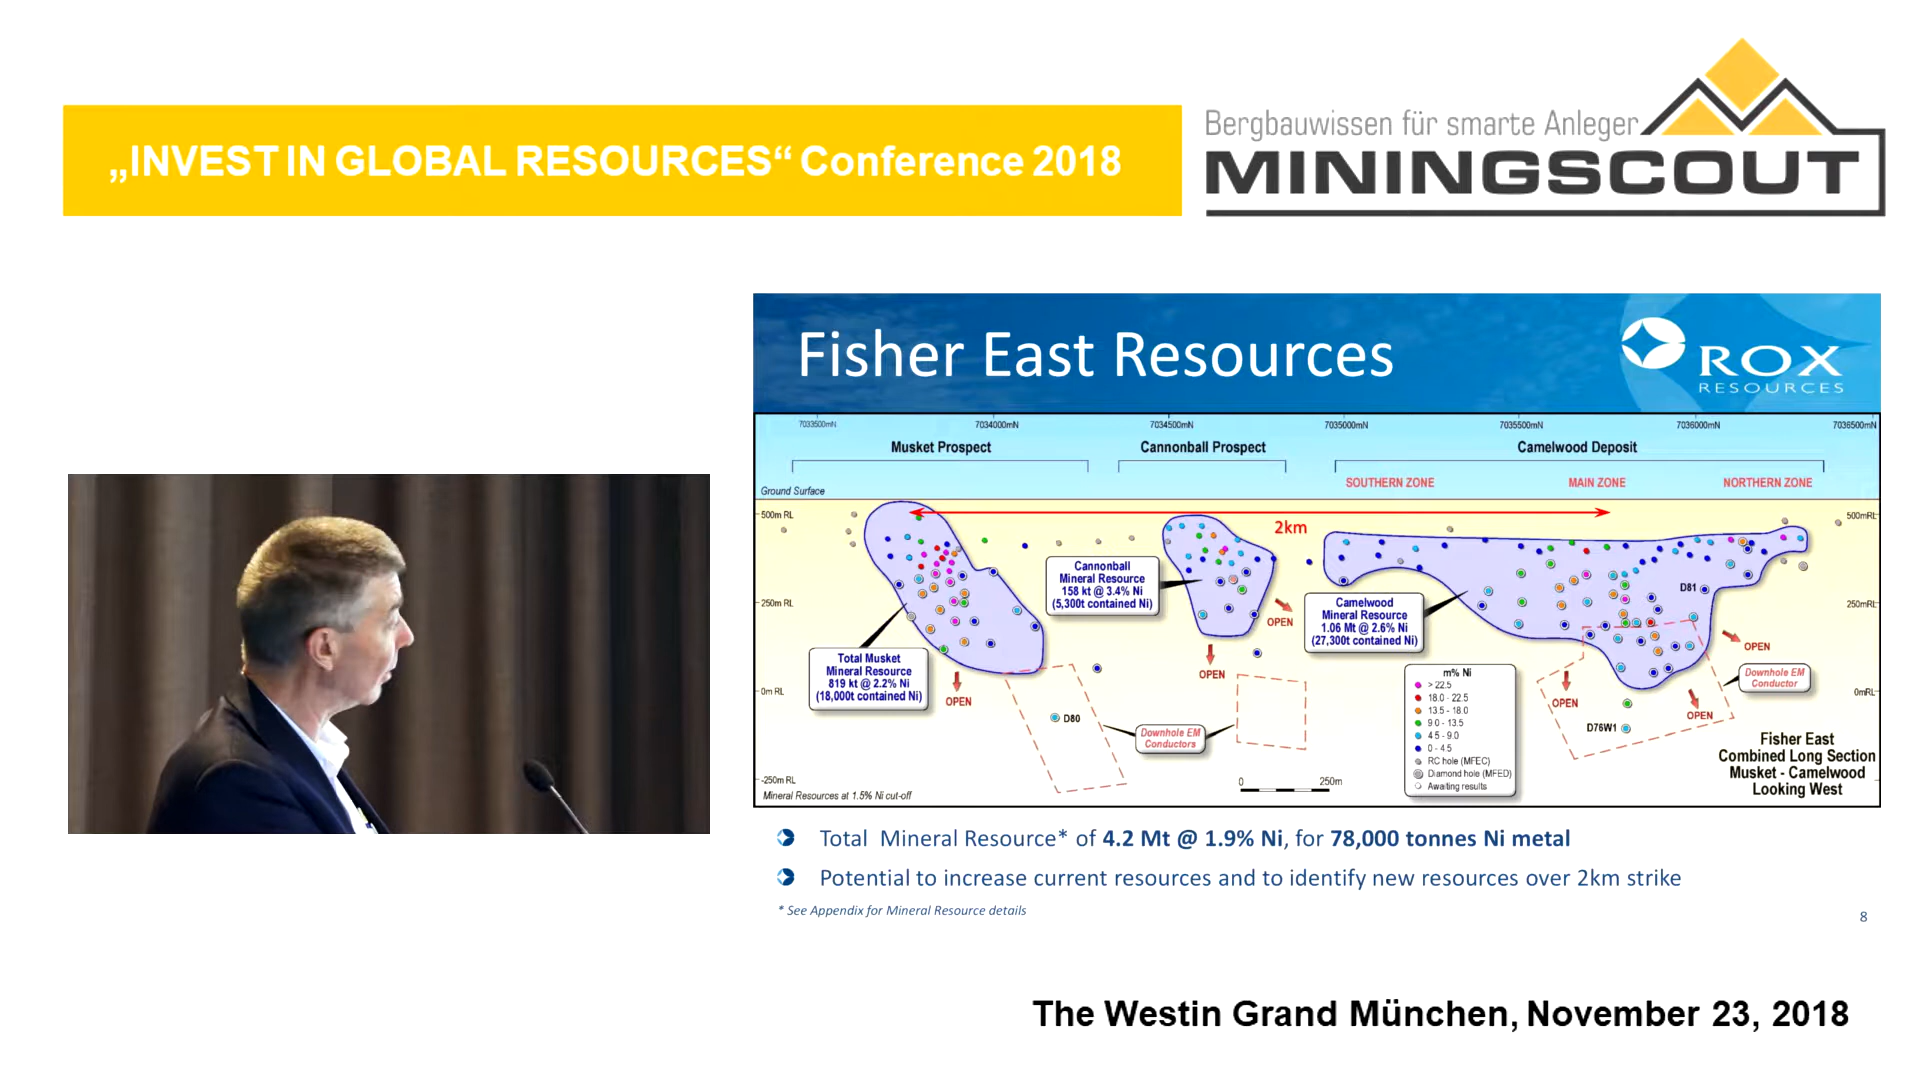 „INVEST IN GLOBAL RESOURCES“ Conference 2018
Bergbauwissen für smarte Anleger
MININGSCOUT
Fisher East Resources
ROX
RESOURCES
7033500mN
7034000mN
7034500mN
7035000mN
7035500mN
7036000mN
7036500mN
Musket Prospect
Cannonball Prospect
Camelwood Deposit
SOUTHERN ZONE
MAIN ZONE
NORTHERN ZONE
Ground Surface
500m RL
500mRL
2km
Cannonball
Mineral Resource
158 kt @ 3.4% Ni
(5,300t contained Ni)
D81
250m RL
250mRL
Camelwood
Mineral Resource
1.06 Mt @ 2.6% Ni
(27,300t contained Ni)
OPEN
OPEN
Total Musket
Mineral Resource
819 kt @ 2.2% Ni
(18,000t contained Ni)
OPEN
OPEN
Downhole EM
Conductor
0m RL
0mRL
OPEN
OPEN
m% Ni
> 22.5
18.0 - 22.5
13.5 - 18.0
9.0 - 13.5
4.5 - 9.0
0 - 4.5
RC hole (MFEC)
Diamond hole (MFED)
Awaiting results
D80
D76W1
Downhole EM
Conductors
Fisher East
Combined Long Section
Musket - Camelwood
Looking West
-250m RL
0
250m
Mineral Resources at 1.5% Ni cut-off
Total Mineral Resource* of 4.2 Mt @ 1.9% Ni, for 78,000 tonnes Ni metal
Potential to increase current resources and to identify new resources over 2km strike
* See Appendix for Mineral Resource details
8
The Westin Grand München, November 23, 2018